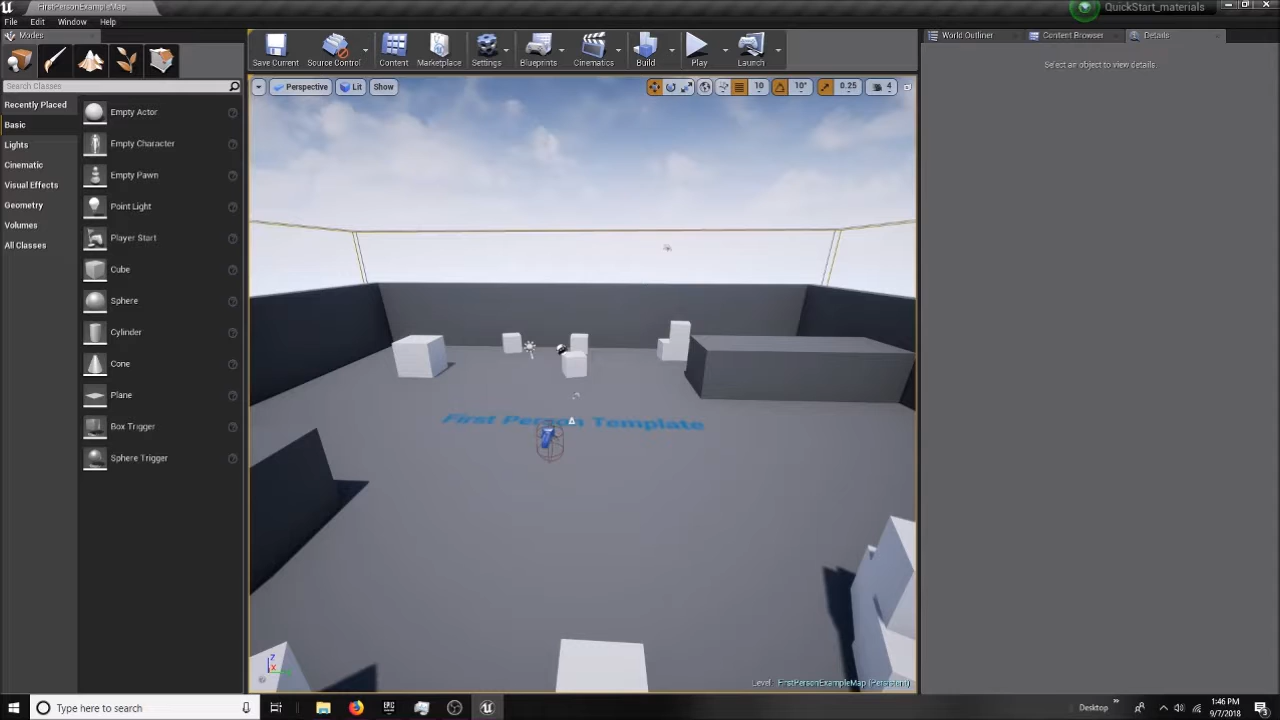 FirstPersonExampleMap
QuickStart_materials
File Edit Window Help
Modes
World Outliner
Content Browser
Details
Search Classes
Save Current
Source Control
Content
Marketplace
Settings
Blueprints
Cinematics
Build
Play
Launch
Select an object to view details.
Perspective
Lit
Show
10
10°
0.25
4
Recently Placed
Basic
Lights
Cinematic
Visual Effects
Geometry
Volumes
All Classes
Empty Actor
Empty Character
Empty Pawn
Point Light
Player Start
Cube
Sphere
Cylinder
Cone
Plane
Box Trigger
Sphere Trigger
First Person Template
Z
X
Level: FirstPersonExampleMap (Persistent)
Type here to search
EPIC
Desktop
1:46 PM
9/7/2018